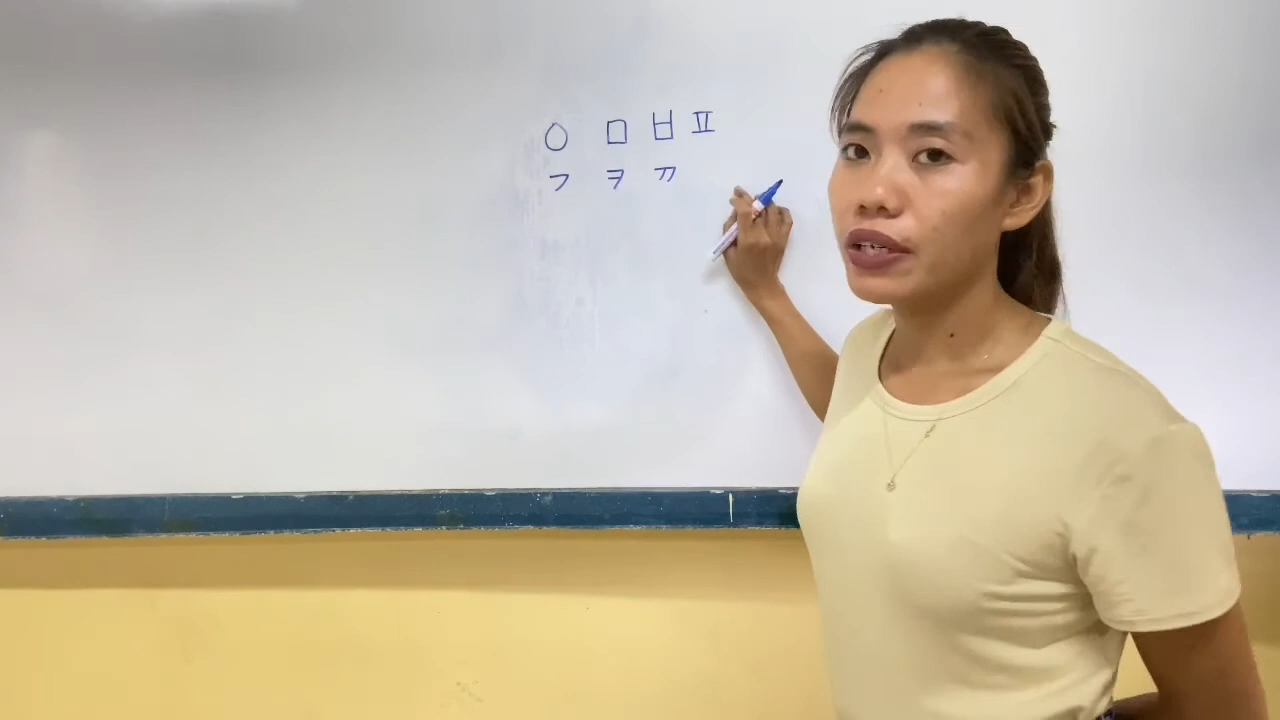 ㅇ ㅁ ㅂ ㅍ
ㄱ ㅋ ㄲ